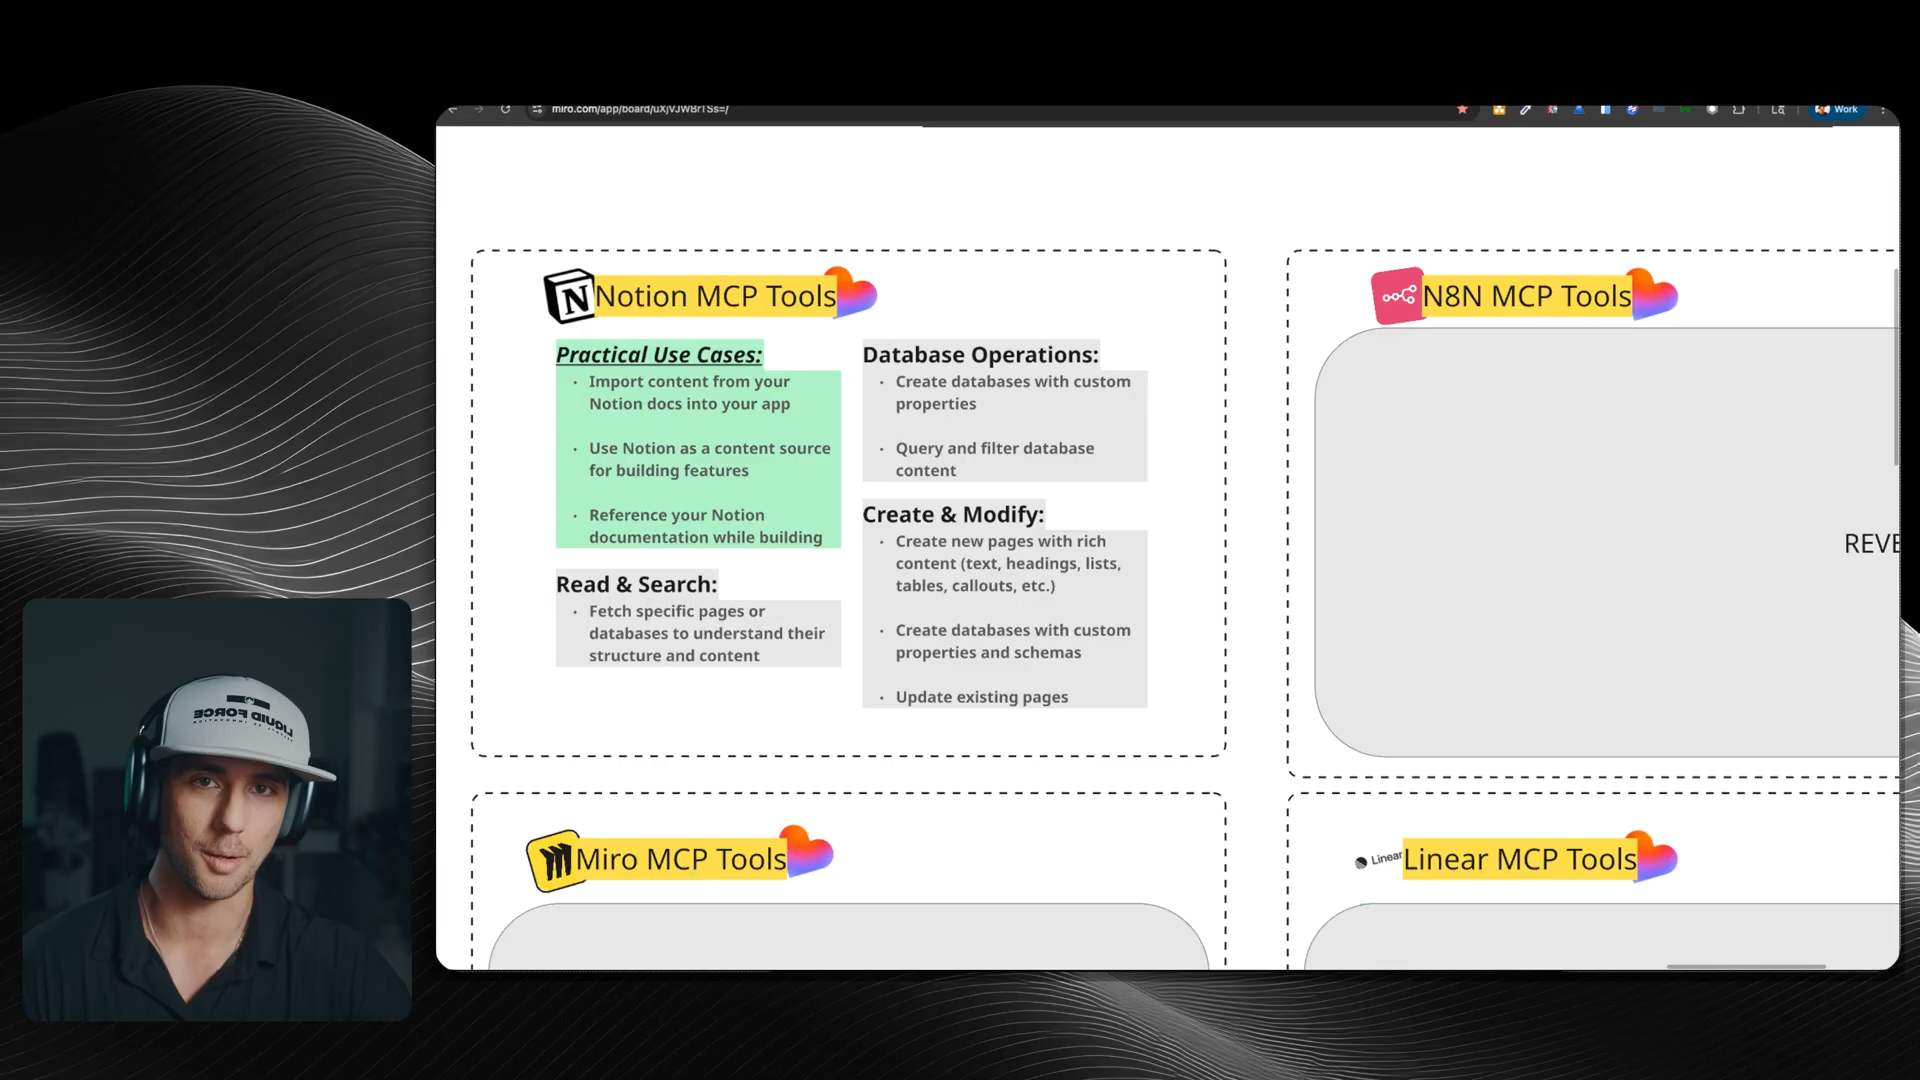 miro.com/app/board/uXjVJWBrTSs=/
Work
Notion MCP Tools
Practical Use Cases:
· Import content from your
Notion docs into your app
· Use Notion as a content source
for building features
· Reference your Notion
documentation while building
Read & Search:
· Fetch specific pages or
databases to understand their
structure and content
Database Operations:
· Create databases with custom
properties
· Query and filter database
content
Create & Modify:
· Create new pages with rich
content (text, headings, lists,
tables, callouts, etc.)
· Create databases with custom
properties and schemas
· Update existing pages
N8N MCP Tools
REVE
Miro MCP Tools
Linear
Linear MCP Tools
LIQUID FORCE